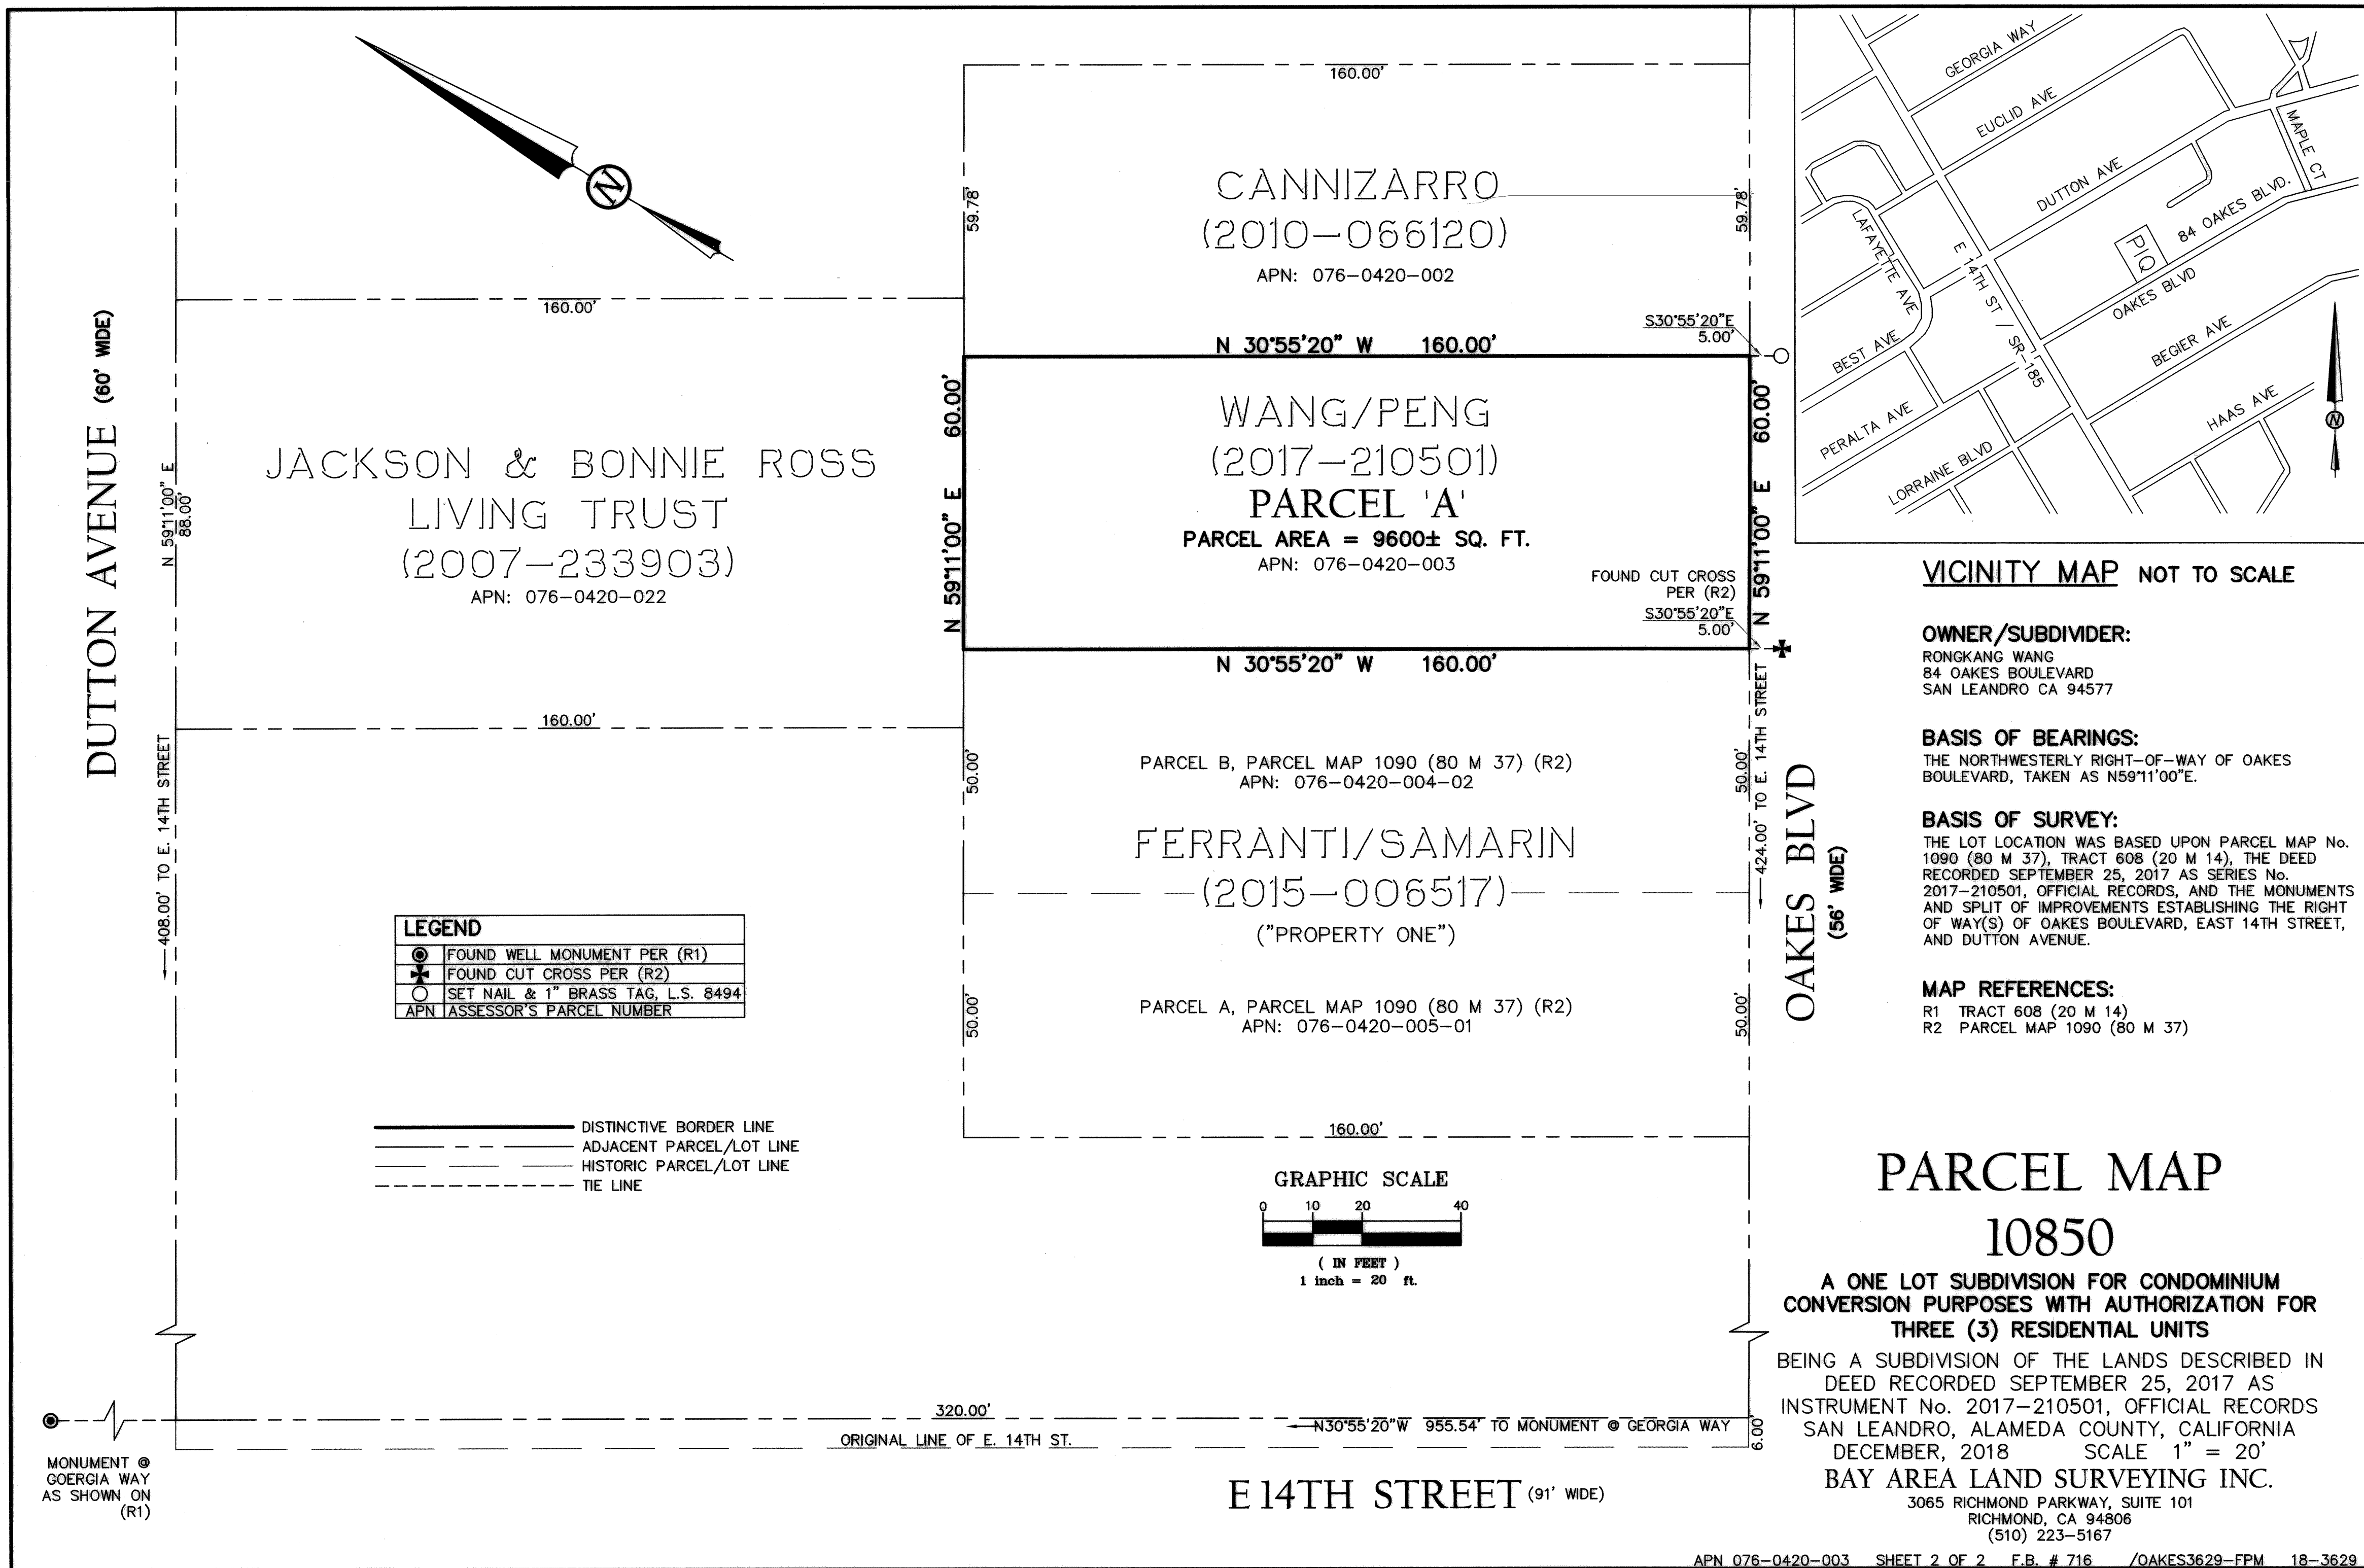 160.00'
59.78'
CANNIZARRO
(2010-066120)
APN: 076-0420-002
59.78'
N
160.00'
S30°55'20"E
5.00'
N 30°55'20" W 160.00'
DUTTON AVENUE (60' WIDE)
N 59°11'00" E
88.00'
JACKSON & BONNIE ROSS
LIVING TRUST
(2007-233903)
APN: 076-0420-022
N 59°11'00" E 60.00'
WANG/PENG
(2017-210501)
PARCEL 'A'
PARCEL AREA = 9600± SQ. FT.
APN: 076-0420-003
FOUND CUT CROSS
PER (R2)
S30°55'20"E
5.00'
N 59°11'00" E 60.00'
N 30°55'20" W 160.00'
160.00'
408.00' TO E. 14TH STREET
50.00'
PARCEL B, PARCEL MAP 1090 (80 M 37) (R2)
APN: 076-0420-004-02
50.00'
424.00' TO E. 14TH STREET
FERRANTI/SAMARIN
(2015-006517)
("PROPERTY ONE")
OAKES BLVD
(56' WIDE)
50.00'
PARCEL A, PARCEL MAP 1090 (80 M 37) (R2)
APN: 076-0420-005-01
50.00'
160.00'
LEGEND
FOUND WELL MONUMENT PER (R1)
FOUND CUT CROSS PER (R2)
SET NAIL & 1" BRASS TAG, L.S. 8494
APN ASSESSOR'S PARCEL NUMBER
DISTINCTIVE BORDER LINE
ADJACENT PARCEL/LOT LINE
HISTORIC PARCEL/LOT LINE
TIE LINE
GRAPHIC SCALE
0 10 20 40
( IN FEET )
1 inch = 20 ft.
320.00'
N30°55'20"W 955.54' TO MONUMENT @ GEORGIA WAY
6.00'
ORIGINAL LINE OF E. 14TH ST.
MONUMENT @
GOERGIA WAY
AS SHOWN ON
(R1)
E 14TH STREET (91' WIDE)
GEORGIA WAY
EUCLID AVE
MAPLE CT
DUTTON AVE
84 OAKES BLVD.
LAFAYETTE AVE
E 14TH ST / SR-185
PIQ
OAKES BLVD
BEST AVE
BEGIER AVE
PERALTA AVE
HAAS AVE
N
LORRAINE BLVD
VICINITY MAP NOT TO SCALE
OWNER/SUBDIVIDER:
RONGKANG WANG
84 OAKES BOULEVARD
SAN LEANDRO CA 94577
BASIS OF BEARINGS:
THE NORTHWESTERLY RIGHT-OF-WAY OF OAKES
BOULEVARD, TAKEN AS N59°11'00"E.
BASIS OF SURVEY:
THE LOT LOCATION WAS BASED UPON PARCEL MAP No.
1090 (80 M 37), TRACT 608 (20 M 14), THE DEED
RECORDED SEPTEMBER 25, 2017 AS SERIES No.
2017-210501, OFFICIAL RECORDS, AND THE MONUMENTS
AND SPLIT OF IMPROVEMENTS ESTABLISHING THE RIGHT
OF WAY(S) OF OAKES BOULEVARD, EAST 14TH STREET,
AND DUTTON AVENUE.
MAP REFERENCES:
R1 TRACT 608 (20 M 14)
R2 PARCEL MAP 1090 (80 M 37)
PARCEL MAP
10850
A ONE LOT SUBDIVISION FOR CONDOMINIUM
CONVERSION PURPOSES WITH AUTHORIZATION FOR
THREE (3) RESIDENTIAL UNITS
BEING A SUBDIVISION OF THE LANDS DESCRIBED IN
DEED RECORDED SEPTEMBER 25, 2017 AS
INSTRUMENT No. 2017-210501, OFFICIAL RECORDS
SAN LEANDRO, ALAMEDA COUNTY, CALIFORNIA
DECEMBER, 2018 SCALE 1" = 20'
BAY AREA LAND SURVEYING INC.
3065 RICHMOND PARKWAY, SUITE 101
RICHMOND, CA 94806
(510) 223-5167
APN 076-0420-003 SHEET 2 OF 2 F.B. # 716 /OAKES3629-FPM 18-3629